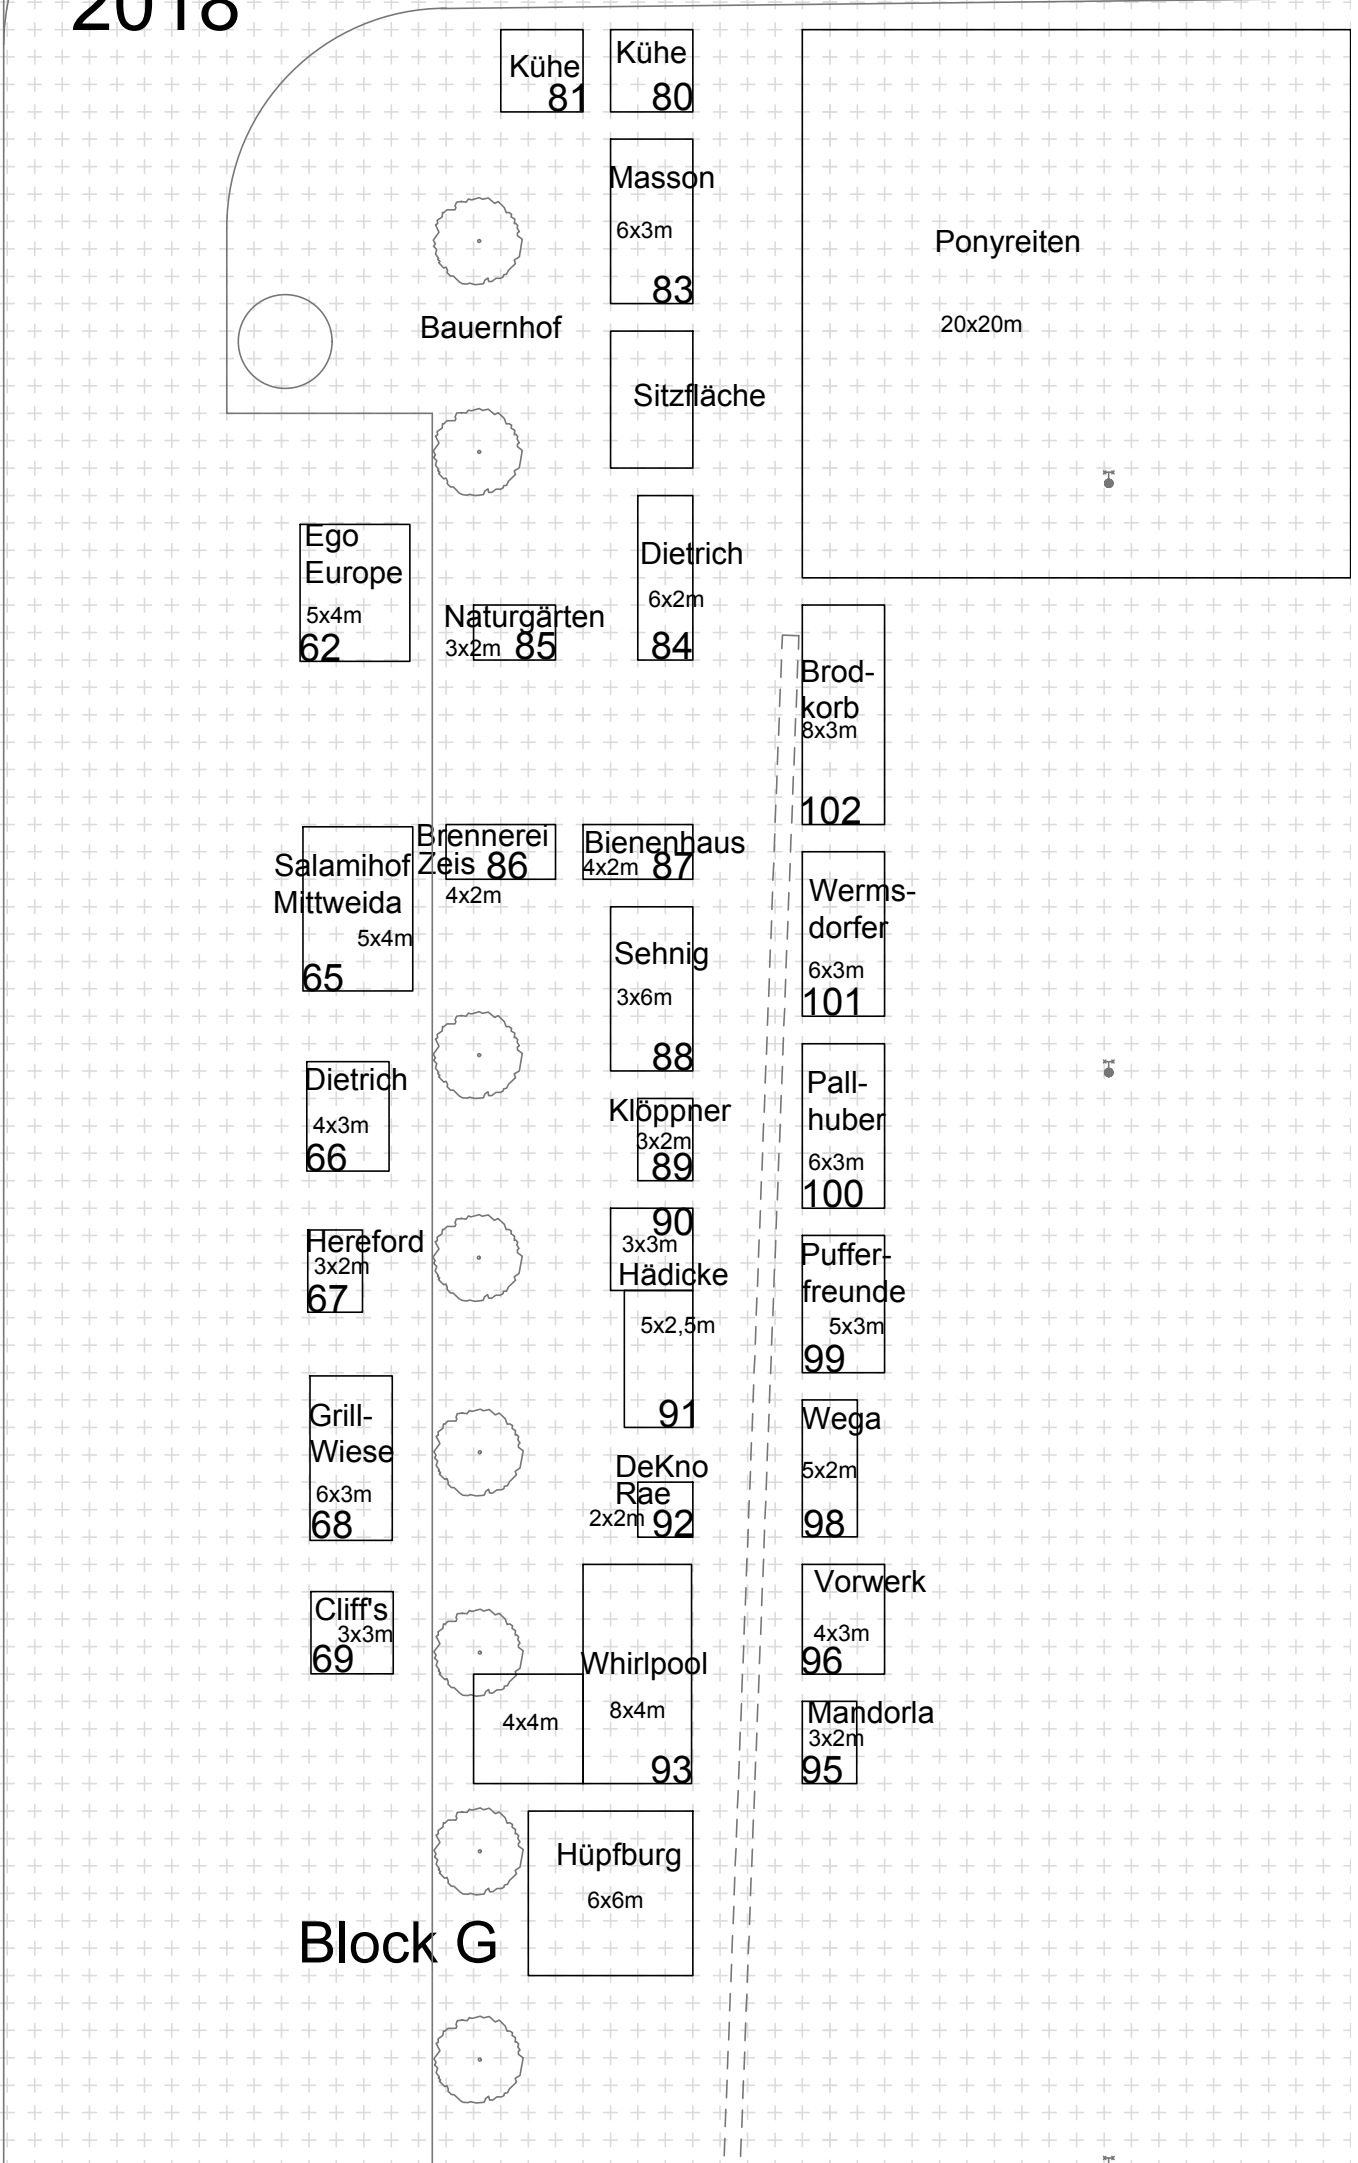 2018
Kühe
81
Kühe
80
Masson
6x3m
83
Ponyreiten
20x20m
Bauernhof
Sitzfläche
Ego
Europe
5x4m
62
Naturgärten
3x2m 85
Dietrich
6x2m
84
Brod-
korb
8x3m
102
Salamihof
Mittweida
5x4m
65
Brennerei
Zeis 86
4x2m
Bienenhaus
4x2m 87
Werms-
dorfer
6x3m
101
Sehnig
3x6m
88
Dietrich
4x3m
66
Klöppner
3x2m
89
Pall-
huber
6x3m
100
Hereford
3x2m
67
90
3x3m
Hädicke
5x2,5m
91
Puffer-
freunde
5x3m
99
Grill-
Wiese
6x3m
68
DeKno
Rae
2x2m 92
Wega
5x2m
98
Cliff's
3x3m
69
Whirlpool
4x4m
8x4m
93
Vorwerk
4x3m
96
Mandorla
3x2m
95
Hüpfburg
6x6m
Block G